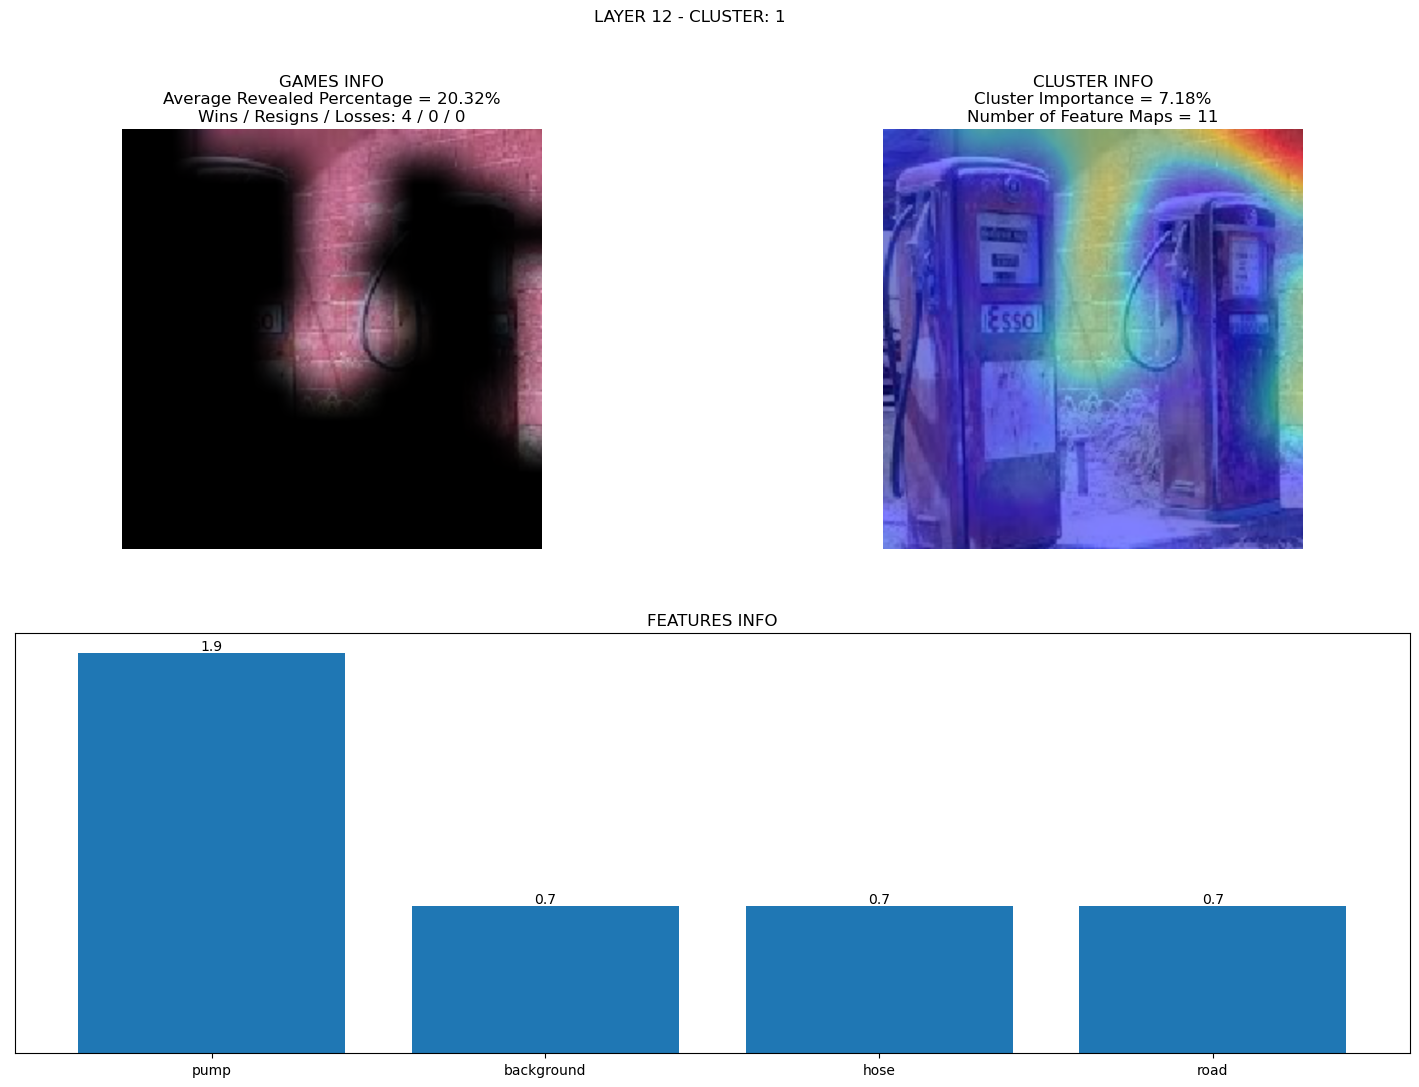 LAYER 12 - CLUSTER: 1
GAMES INFO
Average Revealed Percentage = 20.32%
Wins / Resigns / Losses: 4 / 0 / 0
CLUSTER INFO
Cluster Importance = 7.18%
Number of Feature Maps = 11
O
ESSO
FEATURES INFO
1.9
0.7
0.7
0.7
pump
background
hose
road